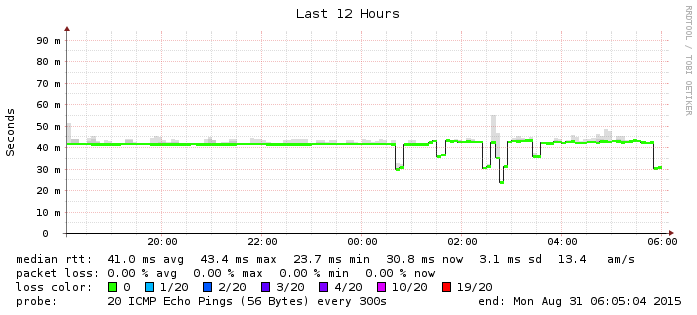 Last 12 Hours
RRDTOOL / TOBI OETIKER
Seconds
90 m
80 m
70 m
60 m
50 m
40 m
30 m
20 m
10 m
0
20:00 22:00 00:00 02:00 04:00 06:00
median rtt: 41.0 ms avg 43.4 ms max 23.7 ms min 30.8 ms now 3.1 ms sd 13.4 am/s
packet loss: 0.00 % avg 0.00 % max 0.00 % min 0.00 % now
loss color: 0 1/20 2/20 3/20 4/20 10/20 19/20
probe: 20 ICMP Echo Pings (56 Bytes) every 300s end: Mon Aug 31 06:05:04 2015